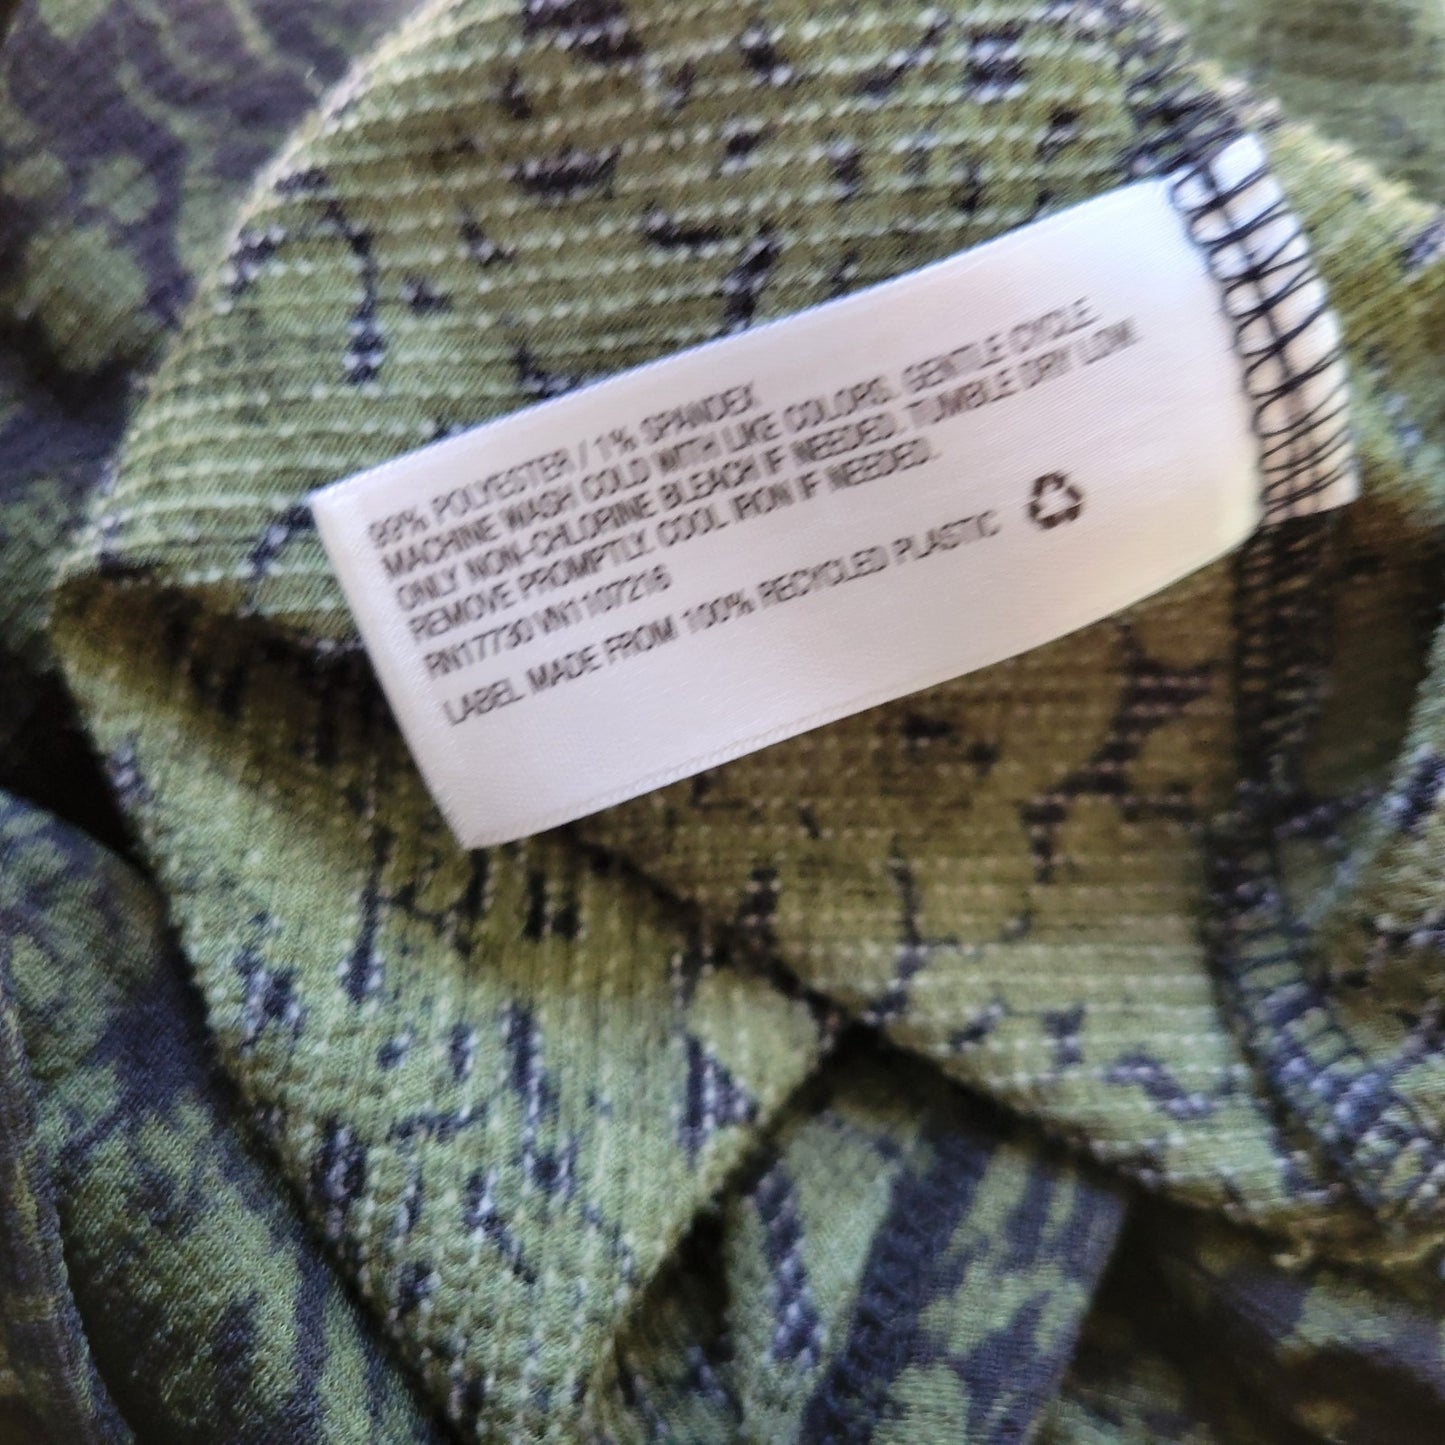 99% POLYESTER / 1% SPANDEX
MACHINE WASH COLD WITH LIKE COLORS. GENTLE CYCLE.
ONLY NON-CHLORINE BLEACH IF NEEDED. TUMBLE DRY LOW.
REMOVE PROMPTLY. COOL IRON IF NEEDED.
RN17730 VN1107216
LABEL MADE FROM 100% RECYCLED PLASTIC